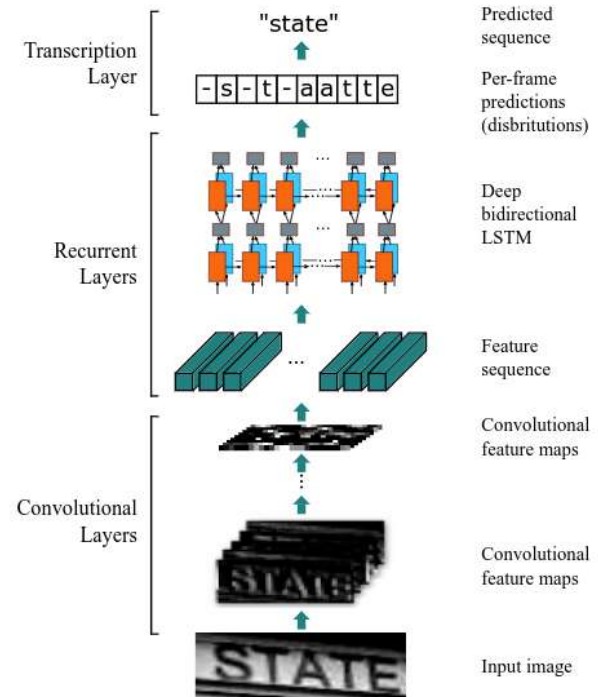 "state"
Predicted
sequence
Transcription
Layer
-s-t-aatte
Per-frame
predictions
(disbritutions)
...
...
Deep
bidirectional
LSTM
Recurrent
Layers
...
Feature
sequence
Convolutional
feature maps
Convolutional
Layers
STATE
Convolutional
feature maps
STATE
Input image